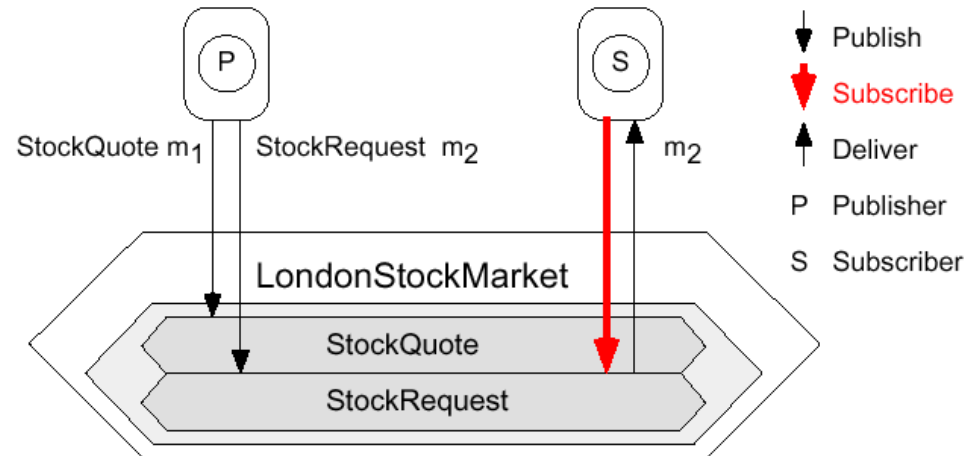 P
S
Publish
Subscribe
StockQuote m1
StockRequest m2
m2
Deliver
P Publisher
S Subscriber
LondonStockMarket
StockQuote
StockRequest